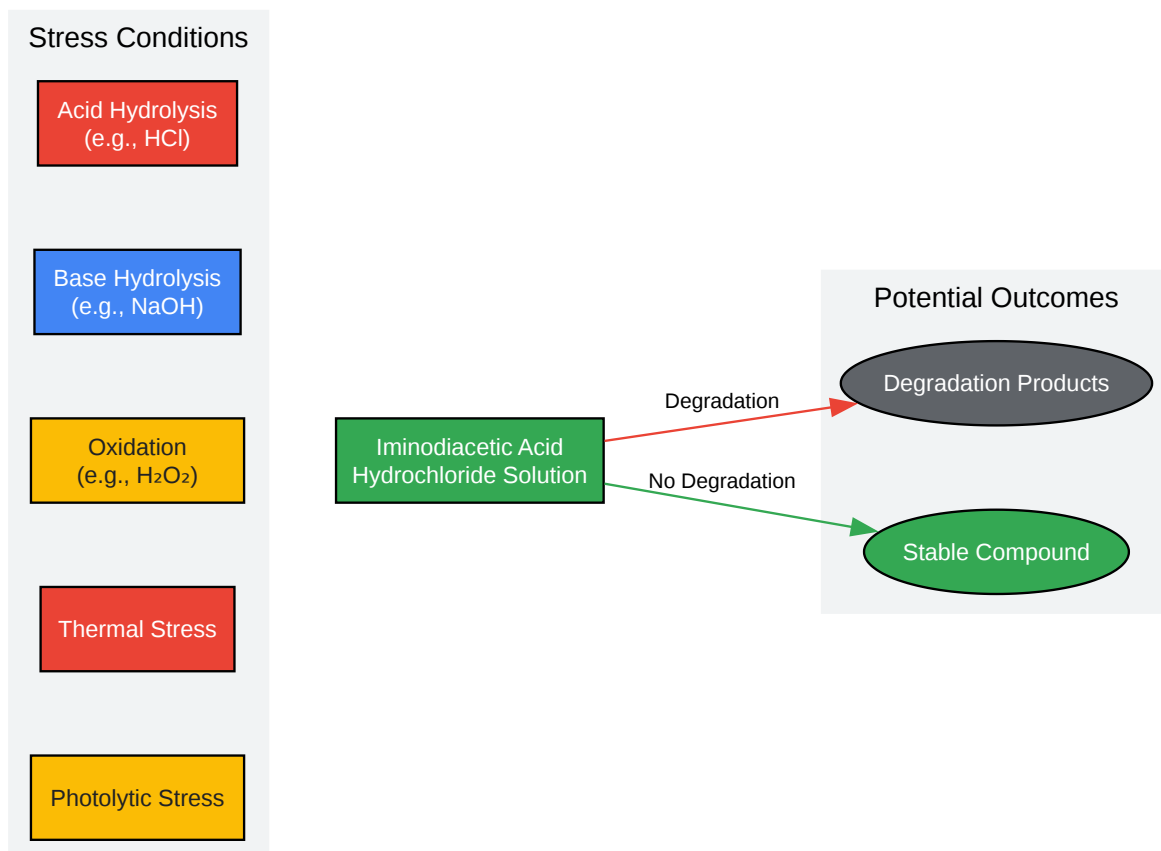 Stress Conditions
Acid Hydrolysis
(e.g., HCl)
Base Hydrolysis
(e.g., NaOH)
Oxidation
(e.g., H₂O₂)
Thermal Stress
Photolytic Stress
Iminodiacetic Acid
Hydrochloride Solution
Degradation
No Degradation
Potential Outcomes
Degradation Products
Stable Compound